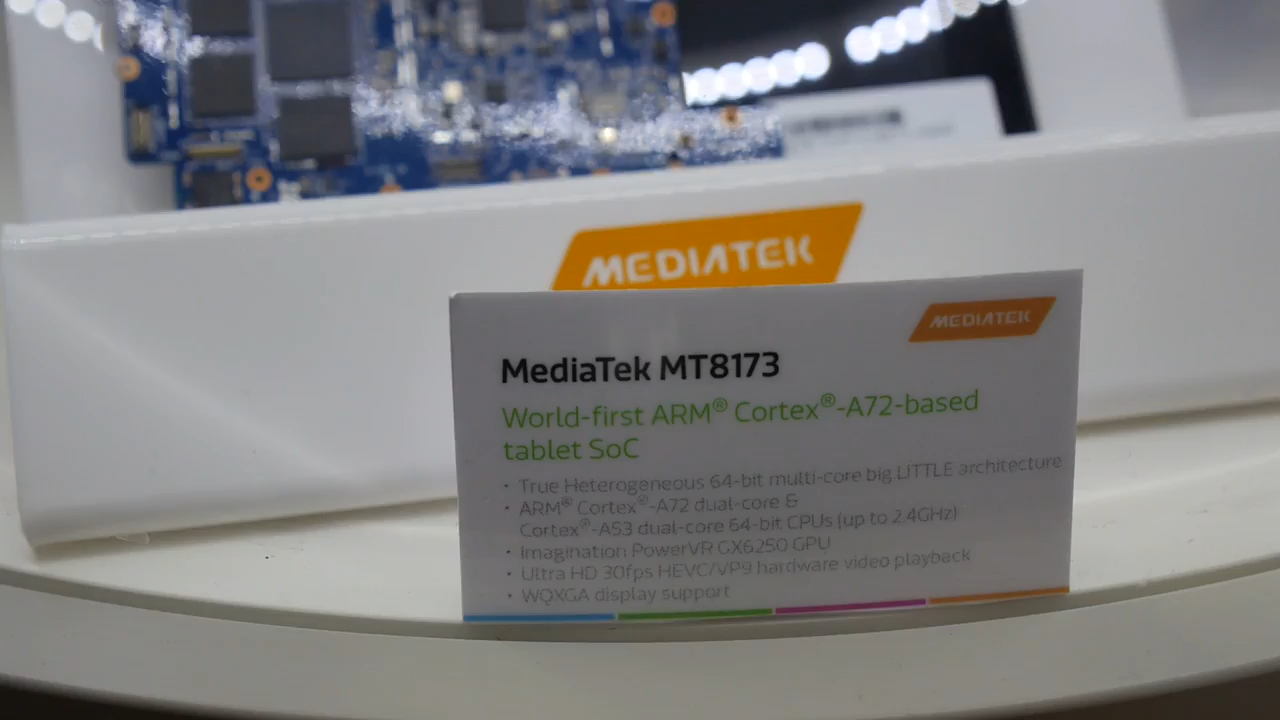 MEDIATEK
MEDIATEK
MediaTek MT8173
World-first ARM® Cortex®-A72-based
tablet SoC
• True Heterogeneous 64-bit multi-core big.LITTLE architecture
• ARM® Cortex®-A72 dual-core &
Cortex®-A53 dual-core 64-bit CPUs (up to 2.4GHz)
• Imagination PowerVR GX6250 GPU
• Ultra HD 30fps HEVC/VP9 hardware video playback
• WQXGA display support